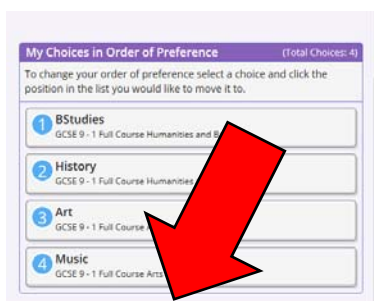 My Choices in Order of Preference (Total Choices: 4)
To change your order of preference select a choice and click the
position in the list you would like to move it to.
1 BStudies
GCSE 9 - 1 Full Course Humanities and B
2 History
GCSE 9 - 1 Full Course Humanities
3 Art
GCSE 9 - 1 Full Course
4 Music
GCSE 9 - 1 Full Course Arts